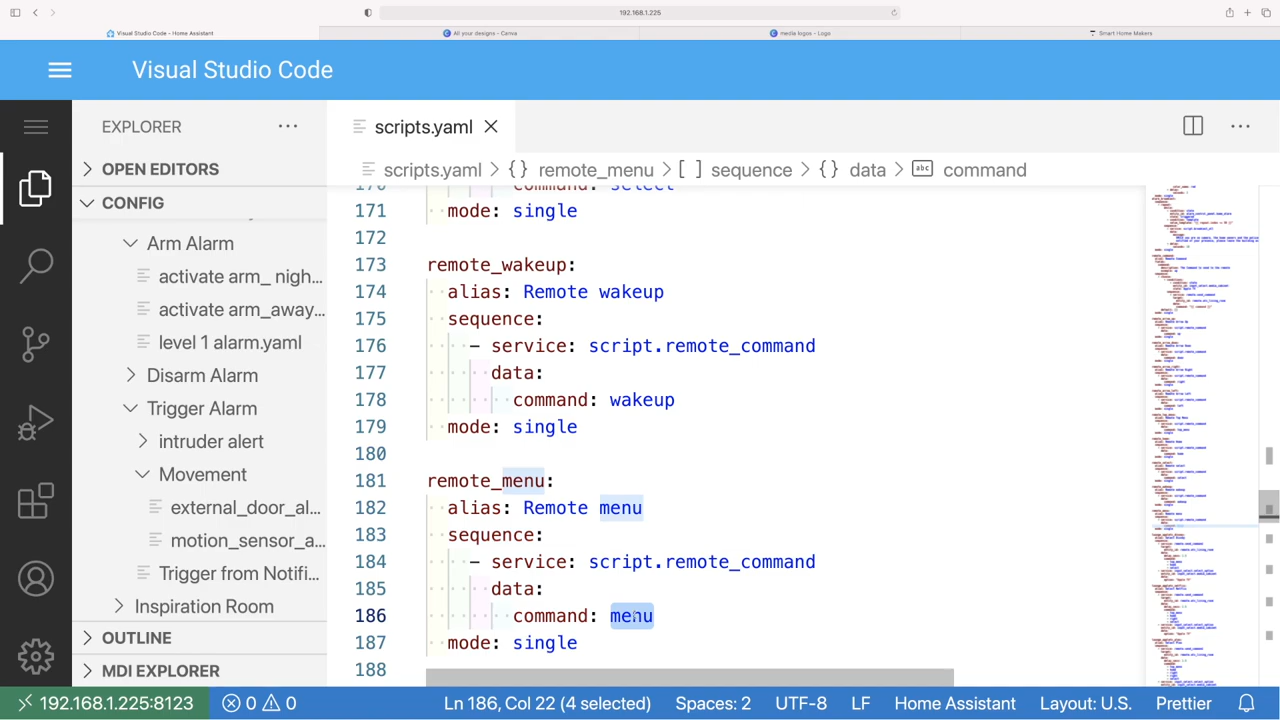 192.168.1.225
Visual Studio Code - Home Assistant
All your designs - Canva
media logos - Logo
Smart Home Makers
Visual Studio Code
EXPLORER
scripts.yaml
OPEN EDITORS
scripts.yaml > {} remote_menu > [ ] sequence > {} data > abc command
CONFIG
170 command: select
171 mode: single
Arm Alarm
172
173 remote_wakeup:
activate arm_nigh...
174 alias: Remote wakeup
activate arm_away...
175 sequence:
level 1 alarm.yaml
176 - service: script.remote_command
Disarm Alarm
177 data:
178 command: wakeup
Trigger Alarm
179 mode: single
intruder alert
180
Movement
181 remote_menu:
external_door_al...
182 alias: Remote menu
183 sequence:
motion_sensor_a...
184 - service: script.remote_command
Trigger from Noti...
185 data:
Inspiration Room
186 command: menu
OUTLINE
187 mode: single
MDI EXPLORER
188
192.168.1.225:8123 0 0 Ln 186, Col 22 (4 selected) Spaces: 2 UTF-8 LF Home Assistant Layout: U.S. Prettier